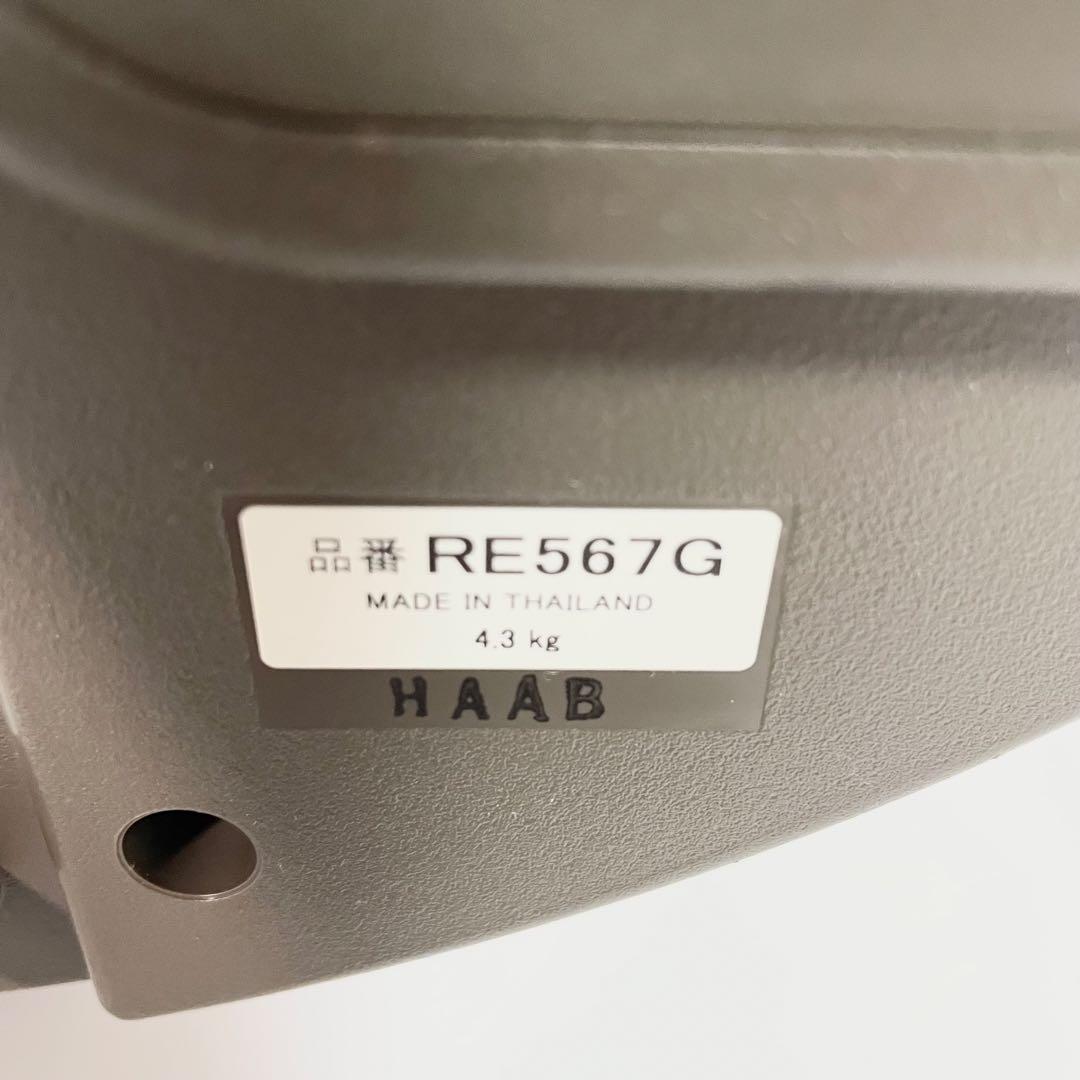 品番 RE567G
MADE IN THAILAND
4.3 kg
HAAB